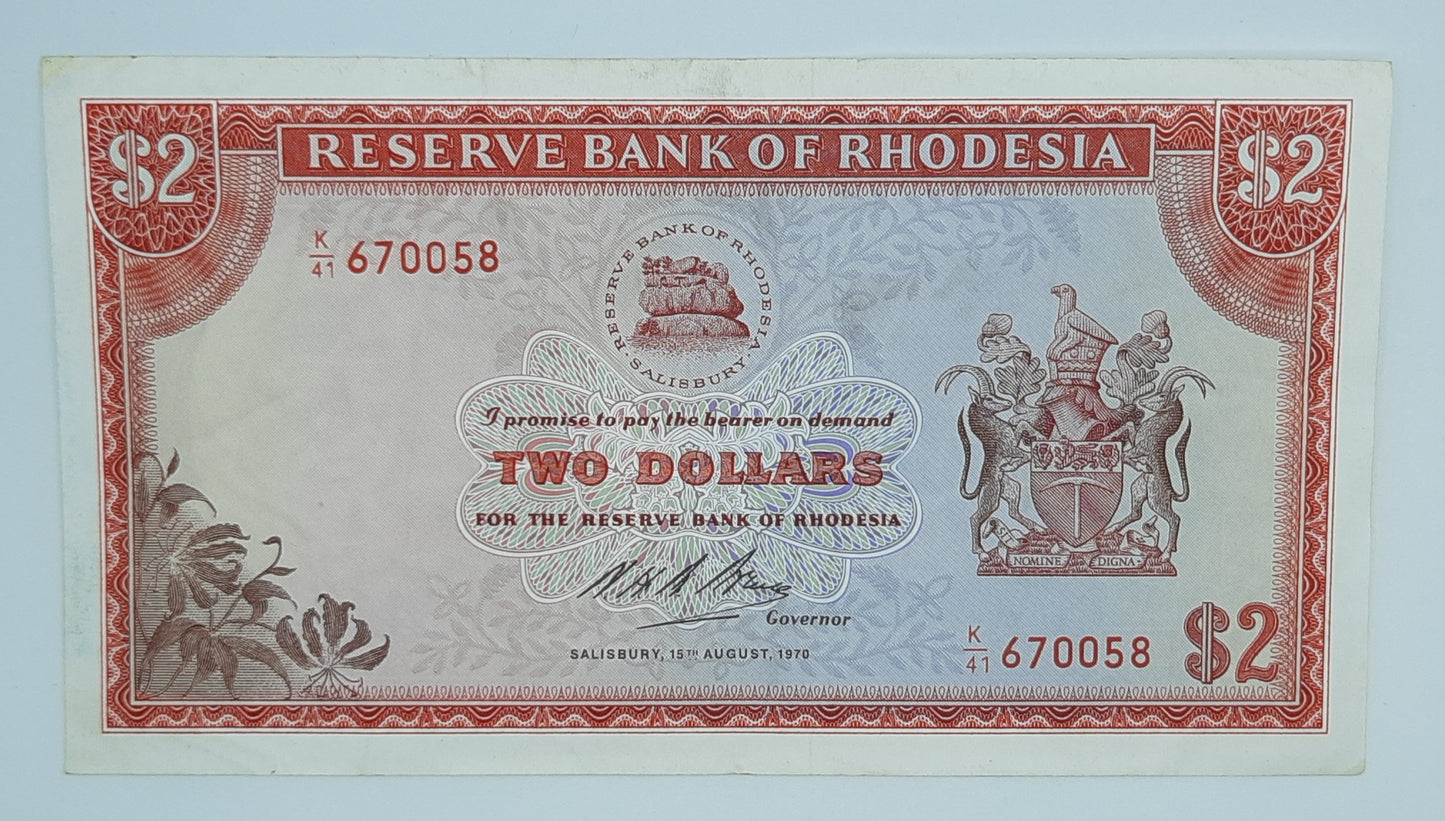 $2
RESERVE BANK OF RHODESIA
$2
K/41 670058
RESERVE BANK OF RHODESIA
· SALISBURY ·
I promise to pay the bearer on demand
TWO DOLLARS
FOR THE RESERVE BANK OF RHODESIA
Governor
SALISBURY, 15TH AUGUST, 1970
NOMINE DIGNA
K/41 670058
$2